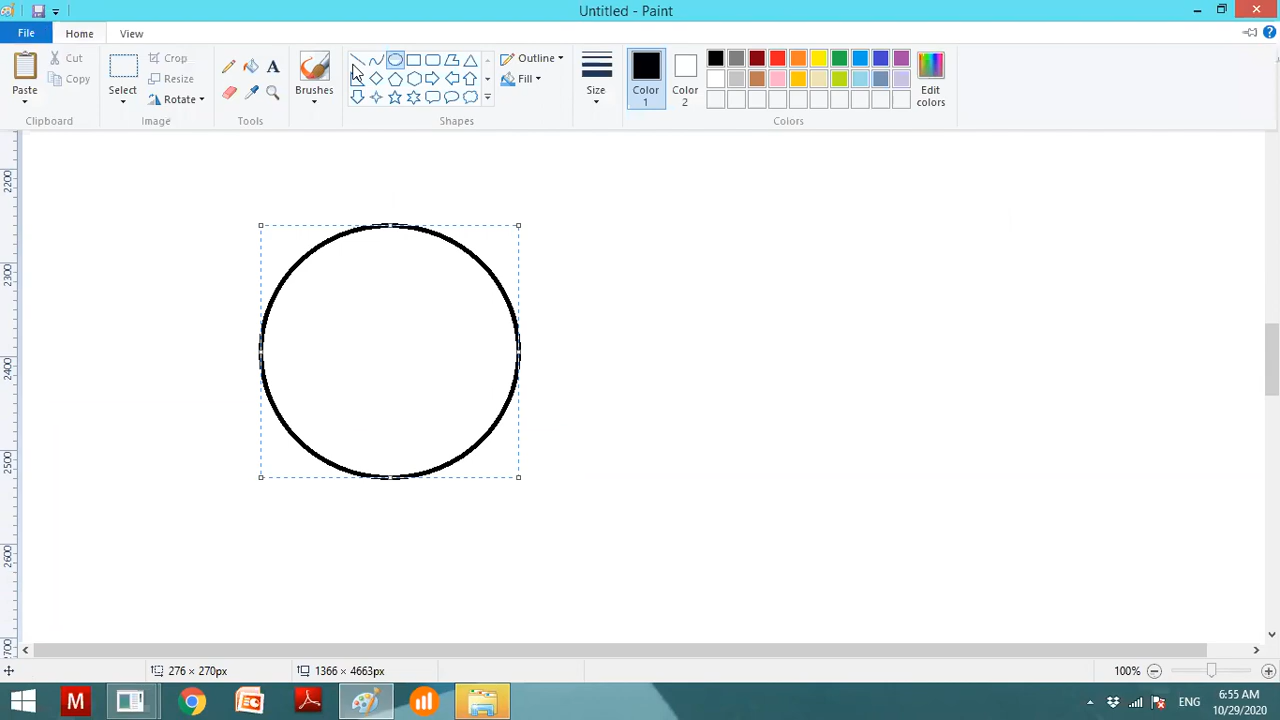 Untitled - Paint
File
Home
View
Paste
Cut
Copy
Clipboard
Select
Crop
Resize
Rotate
Image
Tools
Brushes
Shapes
Outline
Fill
Size
Color 1
Color 2
Edit colors
Colors
2200
2300
2400
2500
2600
2700
276 × 270px
1366 × 4663px
100%
M
ENG
6:55 AM
10/29/2020